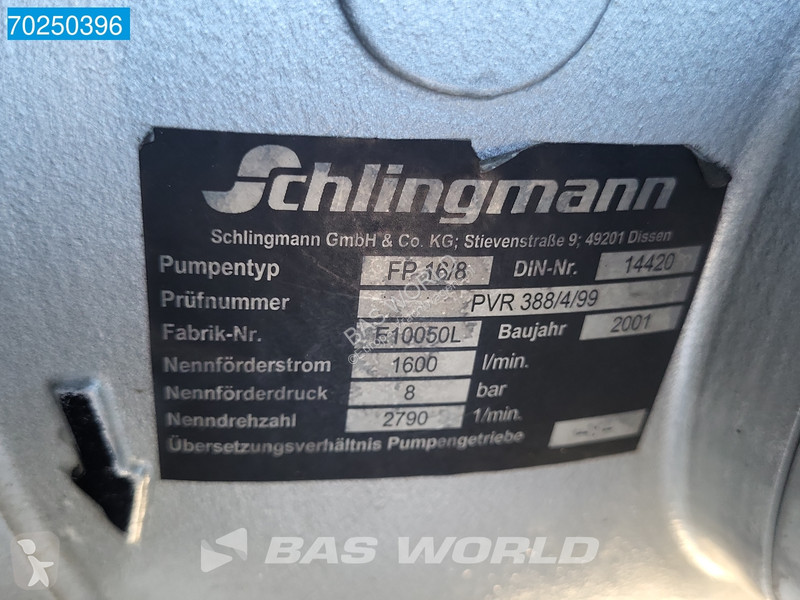 70250396
Schlingmann
Schlingmann GmbH & Co. KG; Stievenstraße 9; 49201 Dissen
Pumpentyp FP 16/8 DIN-Nr. 14420
Prüfnummer PVR 388/4/99
Fabrik-Nr. E10050L Baujahr 2001
Nennförderstrom 1600 l/min.
Nennförderdruck 8 bar
Nenndrehzahl 2790 1/min.
Übersetzungsverhältnis Pumpengetriebe -:-
BAS WORLD
BAS WORLD